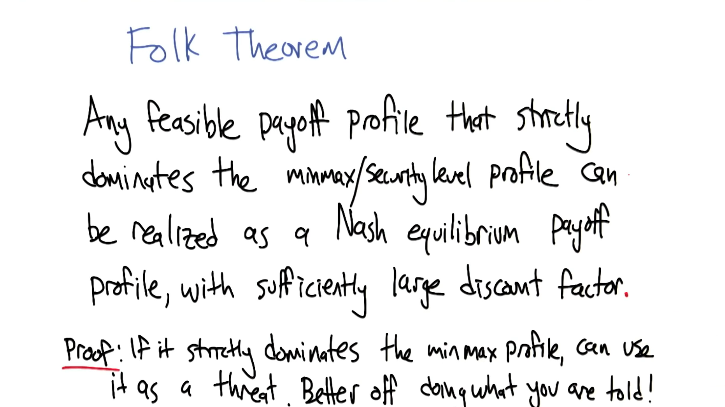 Folk Theorem
Any feasible payoff profile that strictly
dominates the minmax/security level profile can
be realized as a Nash equilibrium payoff
profile, with sufficiently large discount factor.
Proof: If it strictly dominates the minmax profile, can use
it as a threat. Better off doing what you are told!